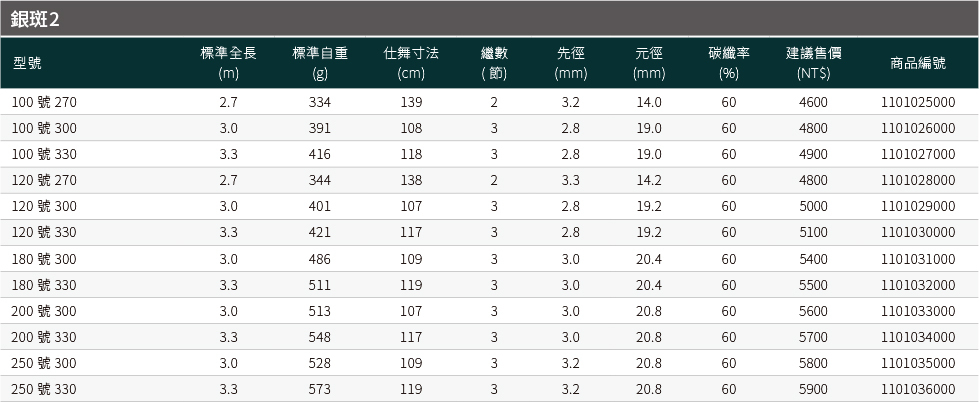 銀斑2
型號 標準全長 (m) 標準自重 (g) 仕舞寸法 (cm) 繼數 ( 節) 先徑 (mm) 元徑 (mm) 碳纖率 (%) 建議售價 (NT$) 商品編號
100 號 270 2.7 334 139 2 3.2 14.0 60 4600 1101025000
100 號 300 3.0 391 108 3 2.8 19.0 60 4800 1101026000
100 號 330 3.3 416 118 3 2.8 19.0 60 4900 1101027000
120 號 270 2.7 344 138 2 3.3 14.2 60 4800 1101028000
120 號 300 3.0 401 107 3 2.8 19.2 60 5000 1101029000
120 號 330 3.3 421 117 3 2.8 19.2 60 5100 1101030000
180 號 300 3.0 486 109 3 3.0 20.4 60 5400 1101031000
180 號 330 3.3 511 119 3 3.0 20.4 60 5500 1101032000
200 號 300 3.0 513 107 3 3.0 20.8 60 5600 1101033000
200 號 330 3.3 548 117 3 3.0 20.8 60 5700 1101034000
250 號 300 3.0 528 109 3 3.2 20.8 60 5800 1101035000
250 號 330 3.3 573 119 3 3.2 20.8 60 5900 1101036000